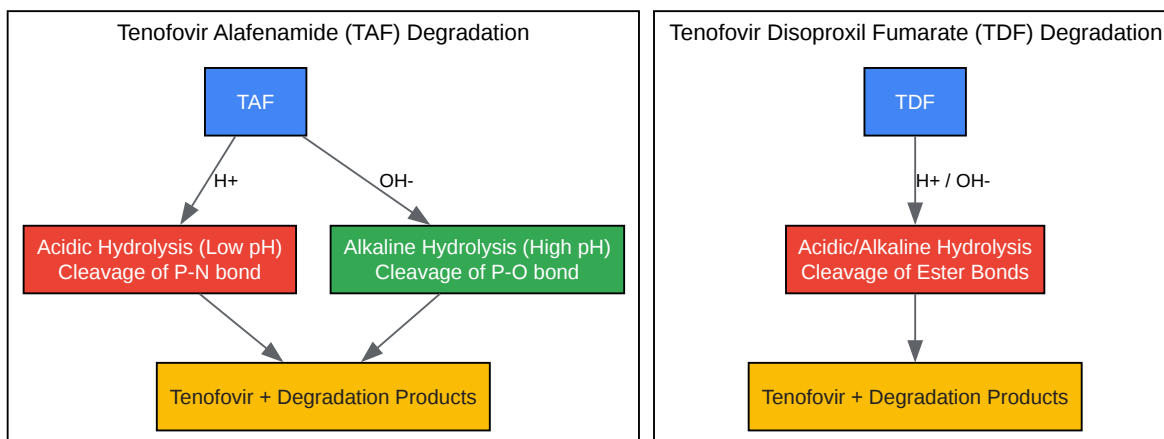 Tenofovir Alafenamide (TAF) Degradation
TAF
H+
OH-
Acidic Hydrolysis (Low pH)
Cleavage of P-N bond
Alkaline Hydrolysis (High pH)
Cleavage of P-O bond
Tenofovir + Degradation Products
Tenofovir Disoproxil Fumarate (TDF) Degradation
TDF
H+ / OH-
Acidic/Alkaline Hydrolysis
Cleavage of Ester Bonds
Tenofovir + Degradation Products